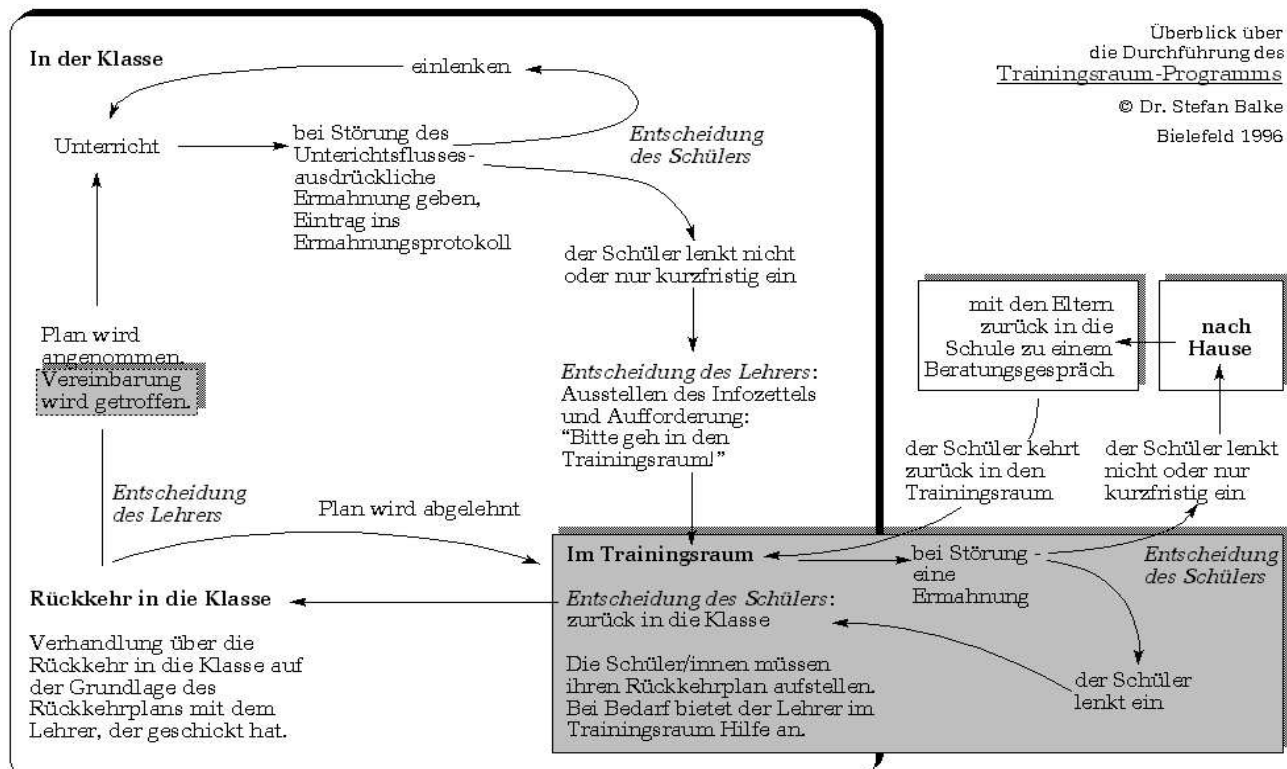 Überblick über
die Durchführung des
Trainingsraum-Programms
© Dr. Stefan Balke
Bielefeld 1996
In der Klasse
einlenken
Unterricht
bei Störung des
Unterichtsflusses-
ausdrückliche
Ermahnung geben,
Eintrag ins
Ermahnungsprotokoll
Entscheidung
des Schülers
der Schüler lenkt nicht
oder nur kurzfristig ein
Entscheidung des Lehrers:
Ausstellen des Infozettels
und Aufforderung:
“Bitte geh in den
Trainingsraum!”
mit den Eltern
zurück in die
Schule zu einem
Beratungsgespräch
nach
Hause
der Schüler kehrt
zurück in den
Trainingsraum
der Schüler lenkt
nicht oder nur
kurzfristig ein
Plan wird
angenommen.
Vereinbarung
wird getroffen.
Entscheidung
des Lehrers
Plan wird abgelehnt
Im Trainingsraum
bei Störung -
eine
Ermahnung
Entscheidung
des Schülers
Entscheidung des Schülers:
zurück in die Klasse
Die Schüler/innen müssen
ihren Rückkehrplan aufstellen.
Bei Bedarf bietet der Lehrer im
Trainingsraum Hilfe an.
der Schüler
lenkt ein
Rückkehr in die Klasse
Verhandlung über die
Rückkehr in die Klasse auf
der Grundlage des
Rückkehrplans mit dem
Lehrer, der geschickt hat.